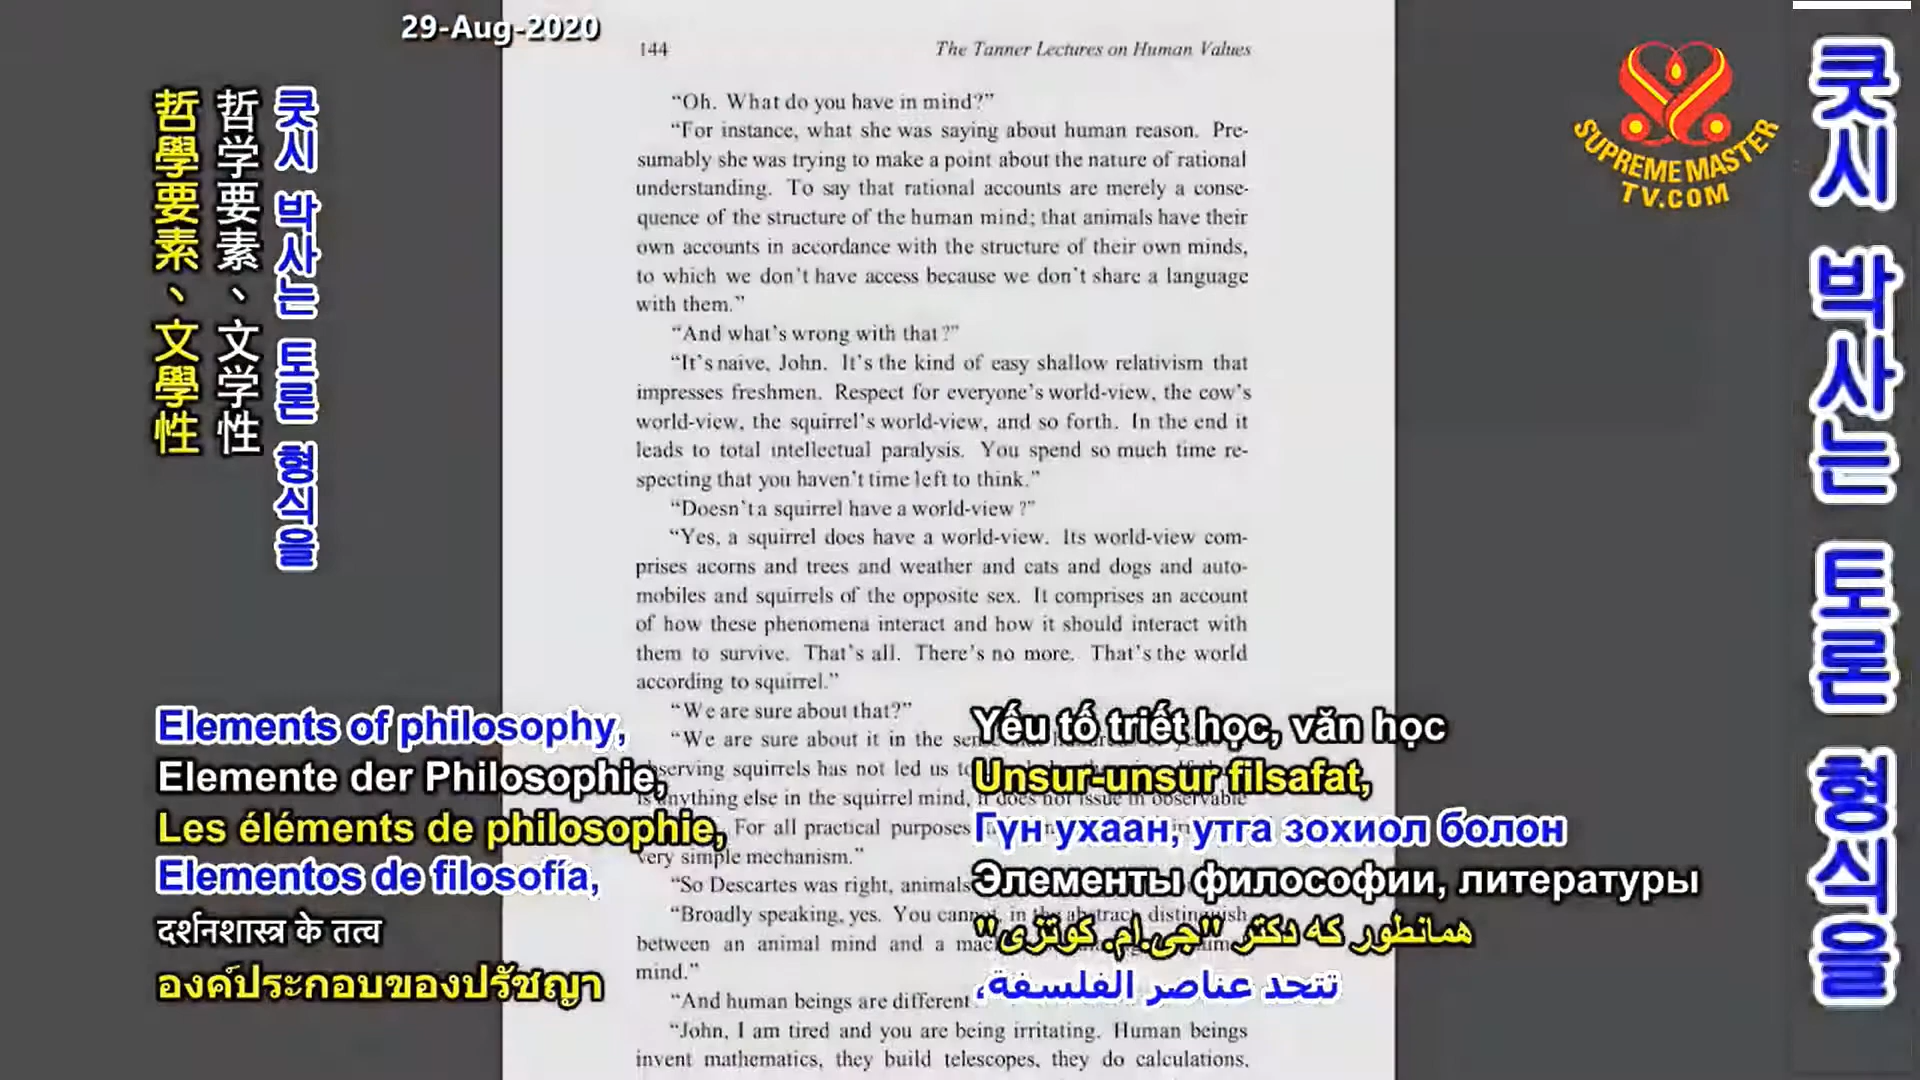 29-Aug-2020
144 The Tanner Lectures on Human Values
“Oh. What do you have in mind?”
“For instance, what she was saying about human reason. Pre-
sumably she was trying to make a point about the nature of rational
understanding. To say that rational accounts are merely a conse-
quence of the structure of the human mind; that animals have their
own accounts in accordance with the structure of their own minds,
to which we don’t have access because we don’t share a language
with them.”
“And what’s wrong with that?”
“It’s naive, John. It’s the kind of easy shallow relativism that
impresses freshmen. Respect for everyone’s world-view, the cow’s
world-view, the squirrel’s world-view, and so forth. In the end it
leads to total intellectual paralysis. You spend so much time re-
specting that you haven’t time left to think.”
“Doesn’t a squirrel have a world-view?”
“Yes, a squirrel does have a world-view. Its world-view com-
prises acorns and trees and weather and cats and dogs and auto-
mobiles and squirrels of the opposite sex. It comprises an account
of how these phenomena interact and how it should interact with
them to survive. That’s all. There’s no more. That’s the world
according to squirrel.”
“We are sure about that?”
“We are sure about it in the
observing squirrels has not led us
anything else in the squirrel mind, it does not issue in observable
For all practical purposes
very simple mechanism.”
“So Descartes was right, animals
“Broadly speaking, yes. You cannot, in the abstract, distinguish
between an animal mind and a
mind.”
“And human beings are different
“John, I am tired and you are being irritating. Human beings
invent mathematics, they build telescopes, they do calculations,
哲學要素、文學性
哲学要素、文学性
쿳시 박사는 토론 형식을
Elements of philosophy,
Elemente der Philosophie,
Les éléments de philosophie,
Elementos de filosofía,
दर्शनशास्त्र के तत्व
องค์ประกอบของปรัชญา
Yếu tố triết học, văn học
Unsur-unsur filsafat,
Гүн ухаан, утга зохиол болон
Элементы философии, литературы
همانطور که دکتر "جی.ام. کوتزی"
تتحد عناصر الفلسفة،
SUPREME MASTER
TV.COM
쿳시 박사는 토론 형식을